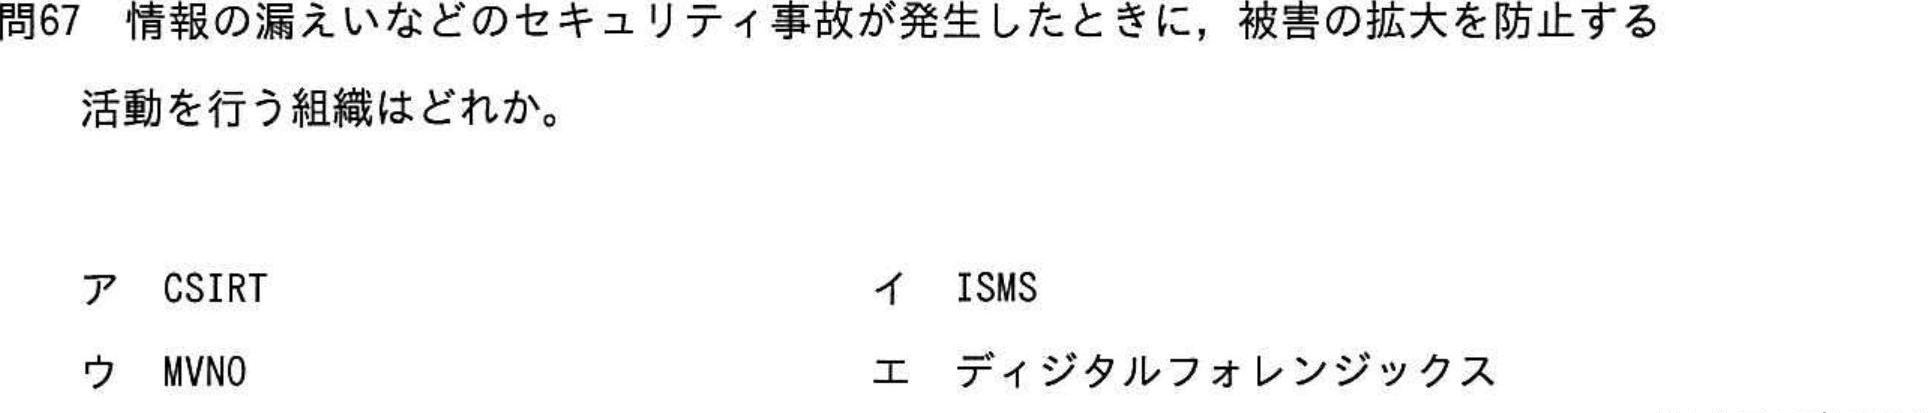 問67 情報の漏えいなどのセキュリティ事故が発生したときに，被害の拡大を防止する
活動を行う組織はどれか。
ア CSIRT イ ISMS
ウ MVNO エ ディジタルフォレンジックス